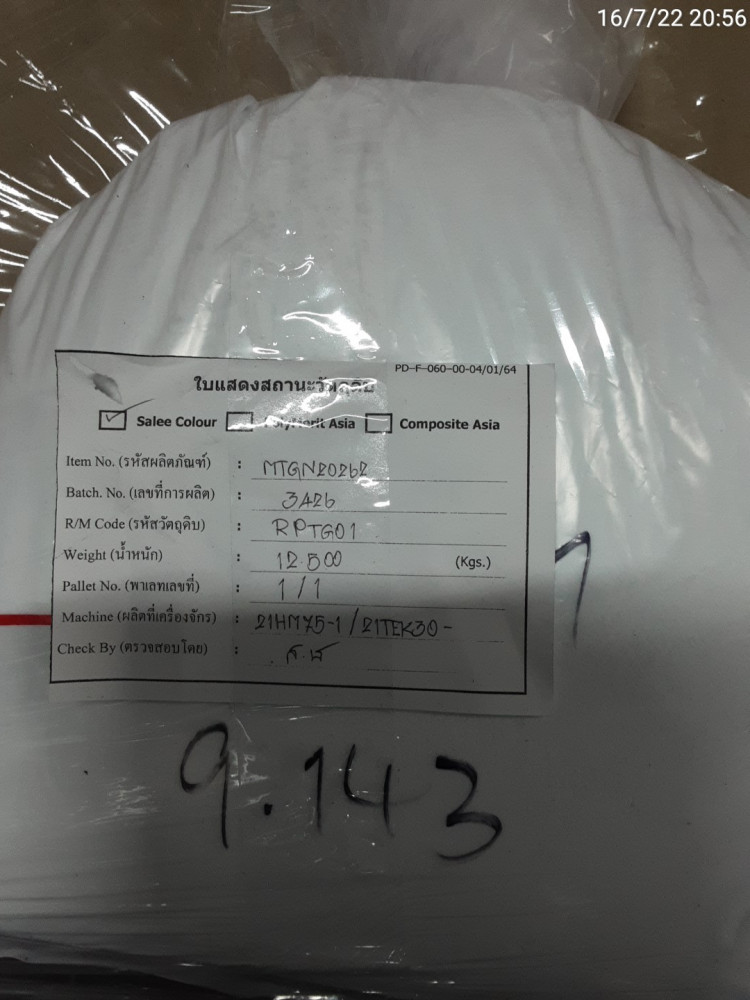 16/7/22 20:56
PD-F-060-00-04/01/64
ใบแสดงสถานะวัตถุดิบ
Salee Colour Polymerit Asia Composite Asia
Item No. (รหัสผลิตภัณฑ์) : MTGN20262
Batch. No. (เลขที่การผลิต) : 3426
R/M Code (รหัสวัตถุดิบ) : RPTG01
Weight (น้ำหนัก) : 12.500 (Kgs.)
Pallet No. (พาเลทเลขที่) : 1/1
Machine (ผลิตที่เครื่องจักร) : 21HM75-1/21TEK30-
Check By (ตรวจสอบโดย) :
9.143